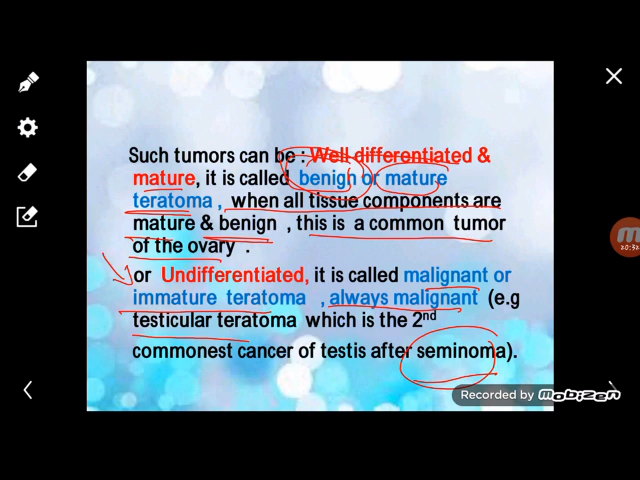 Such tumors can be : Well differentiated &
mature, it is called benign or mature
teratoma , when all tissue components are
mature & benign , this is a common tumor
of the ovary .
or Undifferentiated, it is called malignant or
immature teratoma , always malignant (e.g
testicular teratoma which is the 2nd
commonest cancer of testis after seminoma).
M
20:32
Recorded by mobizen